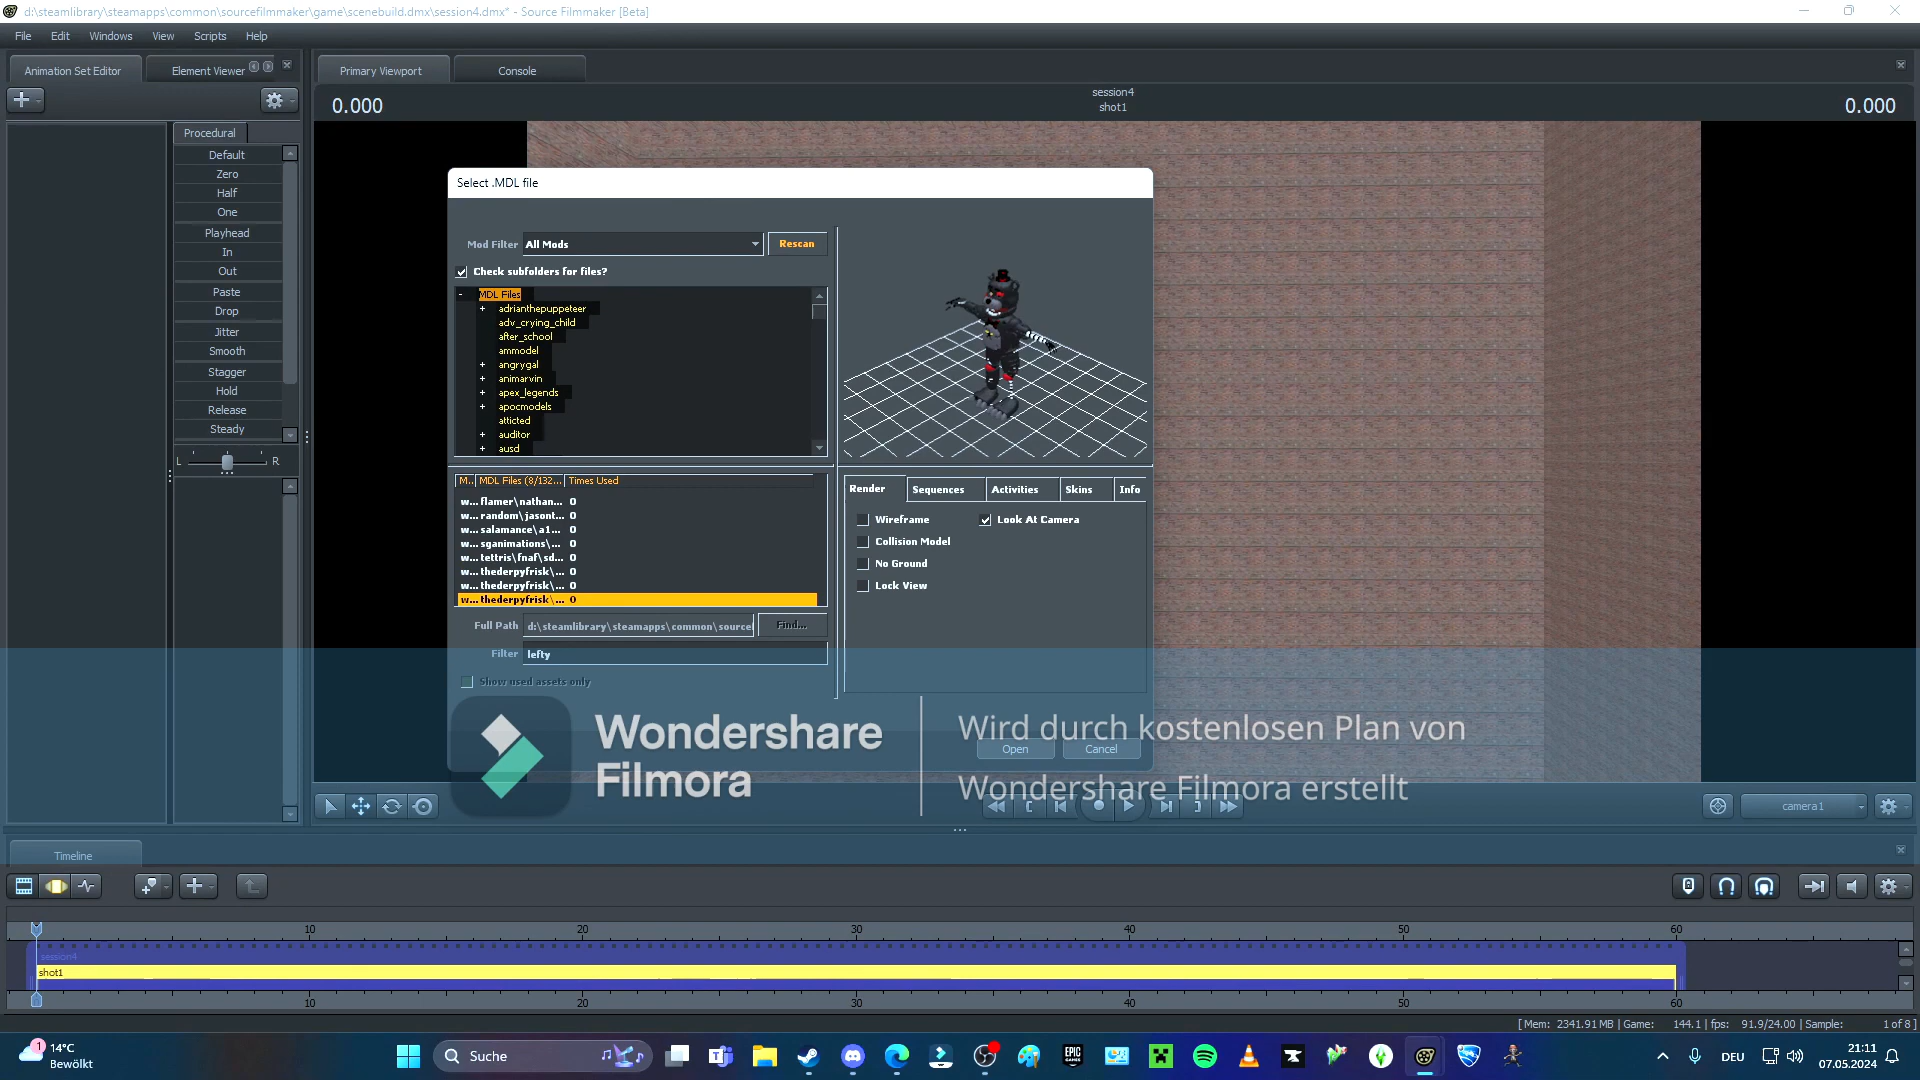 d:\steamlibrary\steamapps\common\sourcefilmmaker\game\scenebuild.dmx\session4.dmx* - Source Filmmaker [Beta]
File Edit Windows View Scripts Help
Animation Set Editor
Element Viewer
Primary Viewport
Console
0.000
session4
shot1
0.000
Procedural
Default
Zero
Half
One
Playhead
In
Out
Paste
Drop
Jitter
Smooth
Stagger
Hold
Release
Steady
L R
Select .MDL file
Mod Filter All Mods Rescan
Check subfolders for files?
- MDL Files
+ adrianthepuppeteer
adv_crying_child
after_school
ammodel
+ angrygal
+ animarvin
+ apex_legends
+ apocmodels
atticted
+ auditor
+ ausd
M.. MDL Files (8/132... Times Used
w... flamer\nathan... 0
w... random\jasont... 0
w... salamance\a1... 0
w... sganimations\... 0
w... tettris\fnaf\sd... 0
w... thederpyfrisk\... 0
w... thederpyfrisk\... 0
w... thederpyfrisk\... 0
Full Path d:\steamlibrary\steamapps\common\source Find...
Filter lefty
Show used assets only
Render Sequences Activities Skins Info
Wireframe Look At Camera
Collision Model
No Ground
Lock View
Open Cancel
Wondershare
Filmora
Wird durch kostenlosen Plan von
Wondershare Filmora erstellt
camera1
Timeline
10 20 30 40 50 60
session4
shot1
10 20 30 40 50 60
[ Mem: 2341.91 MB | Game: 144.1 | fps: 91.9/24.00 | Sample: 1 of 8 ]
1
14°C
Bewölkt
Suche
EPIC
GAMES
DEU
21:11
07.05.2024